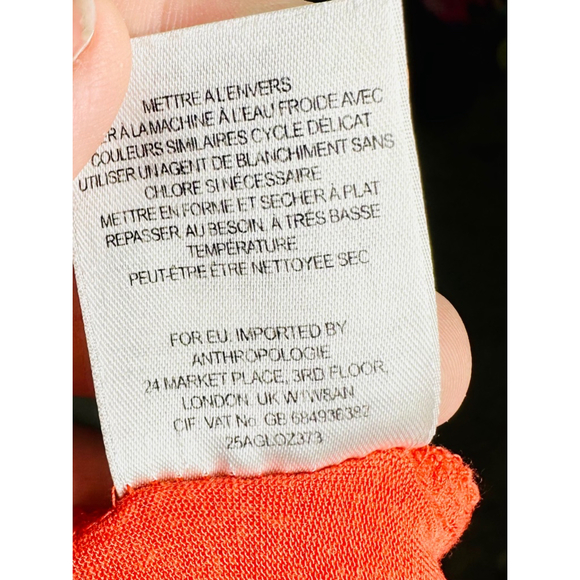 METTRE A L'ENVERS
ER À LA MACHINE À L'EAU FROIDE AVEC
COULEURS SIMILAIRES CYCLE DÉLICAT
UTILISER UN AGENT DE BLANCHIMENT SANS
CHLORE SI NÉCESSAIRE
METTRE EN FORME ET SECHER À PLAT
REPASSER, AU BESOIN, À TRÈS BASSE
TEMPÉRATURE
PEUT-ÊTRE ÊTRE NETTOYEE SEC
FOR EU: IMPORTED BY
ANTHROPOLOGIE
24 MARKET PLACE, 3RD FLOOR,
LONDON. UK W1W8AN
CIF. VAT No. GB 684936382
25AGLO2373